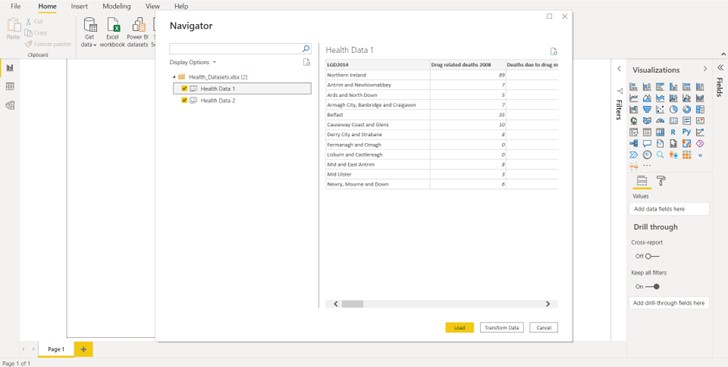 File Home Insert Modeling View Help
Cut
Copy
Format painter
Paste
Get data
Excel workbook
Power BI datasets
Navigator
Display Options
Health_Datasets.xlsx [2]
Health Data 1
Health Data 2
Health Data 1
LGD2014 Drug related deaths 2008 Deaths due to drug m
Northern Ireland 89
Antrim and Newtownabbey 7
Ards and North Down 5
Armagh City, Banbridge and Craigavon 7
Belfast 35
Causeway Coast and Glens 10
Derry City and Strabane 8
Fermanagh and Omagh 0
Lisburn and Castlereagh 0
Mid and East Antrim 8
Mid Ulster 3
Newry, Mourne and Down 6
Load Transform Data Cancel
Filters
Visualizations
Fields
Values
Add data fields here
Drill through
Cross-report
Off
Keep all filters
On
Add drill-through fields here
Page 1
Page 1 of 1